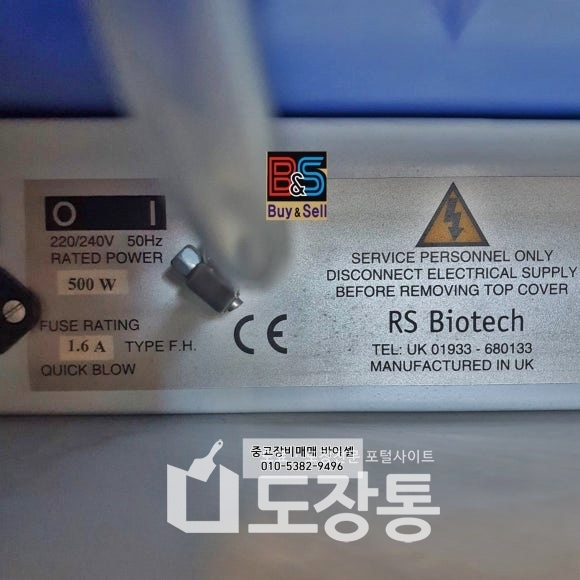 B&S
Buy & Sell
O I
220/240V 50Hz
RATED POWER
500 W
FUSE RATING
1.6 A TYPE F.H.
QUICK BLOW
CE
SERVICE PERSONNEL ONLY
DISCONNECT ELECTRICAL SUPPLY
BEFORE REMOVING TOP COVER
RS Biotech
TEL: UK 01933 - 680133
MANUFACTURED IN UK
중고장비매매 바이셀
포털사이트
010-5382-9496
도장통